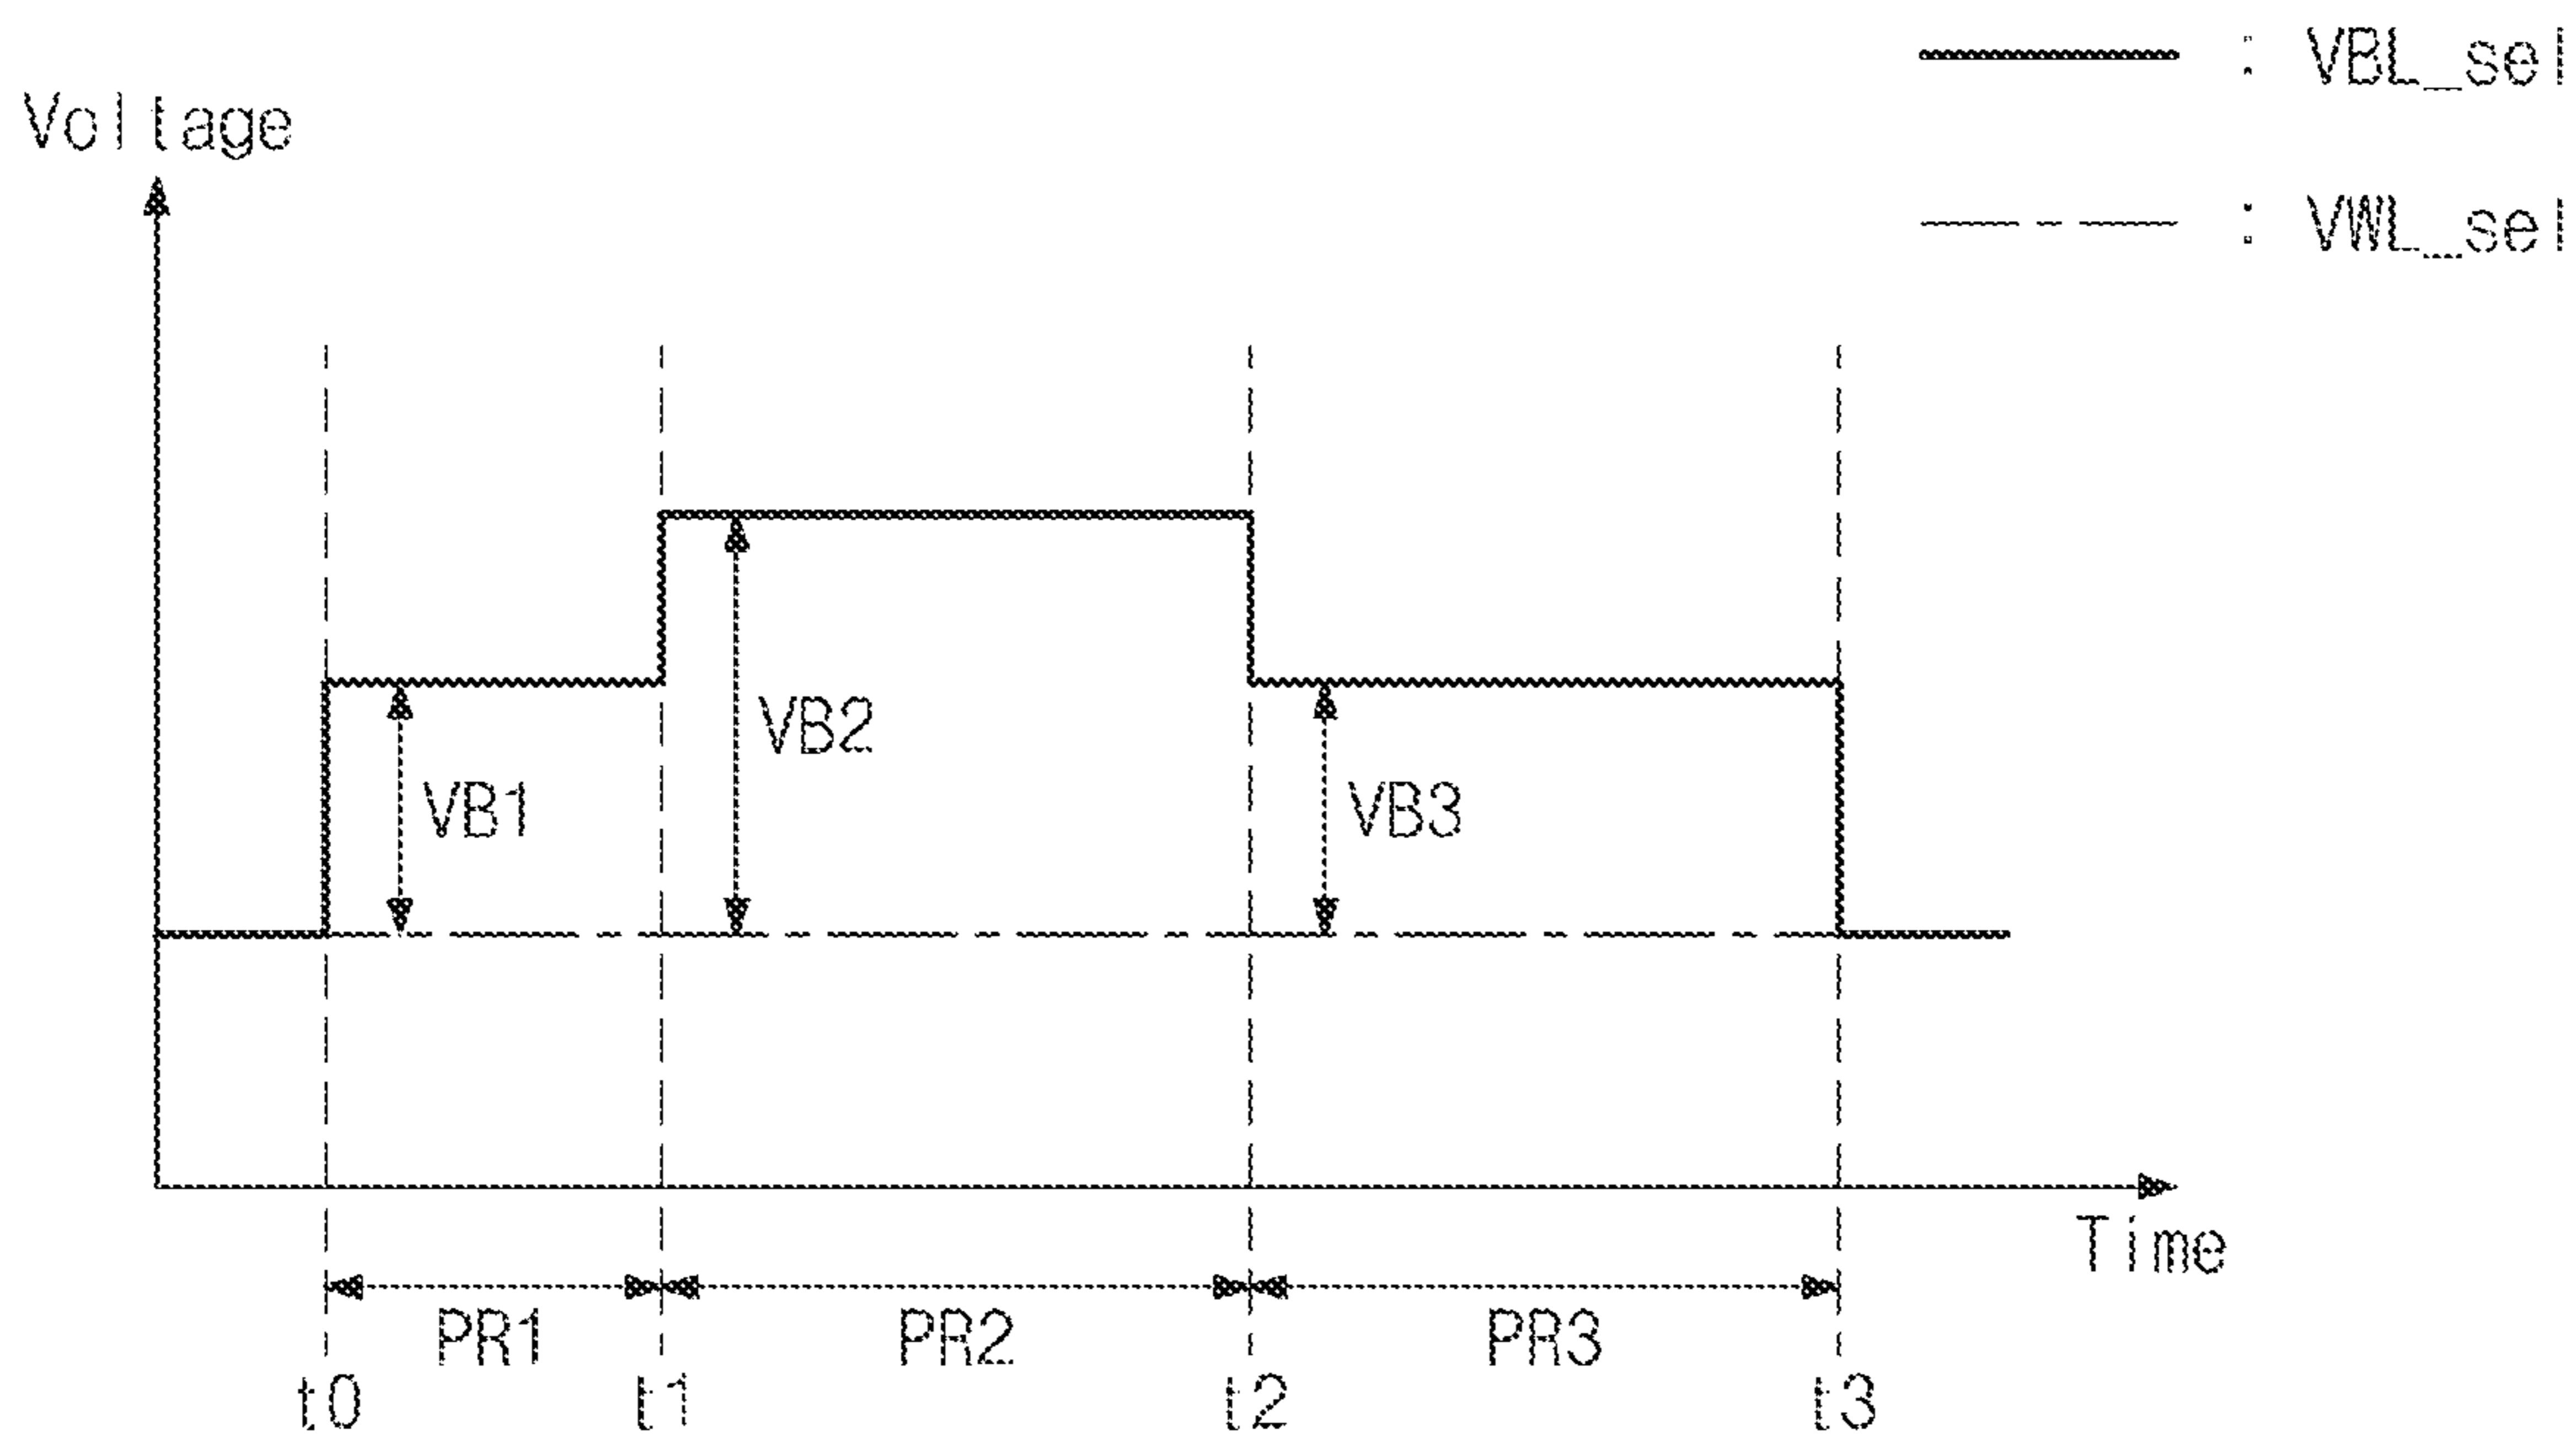 : VBL_sel
Voltage
: VWL_sel
VB2
VB1
VB3
Time
PR1
PR2
PR3
t0
t1
t2
t3